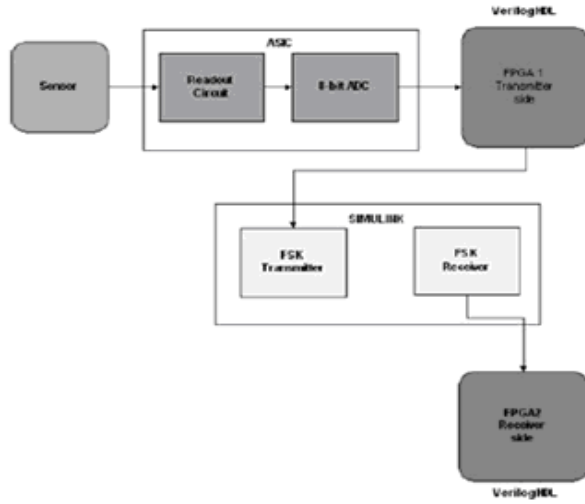 VerilogHDL
ASIC
Sensor
Readout
Circuit
8-bit ADC
FPGA 1
Transmitter
side
SIMULINK
FSK
Transmitter
FSK
Receiver
FPGA2
Receiver
side
VerilogHDL